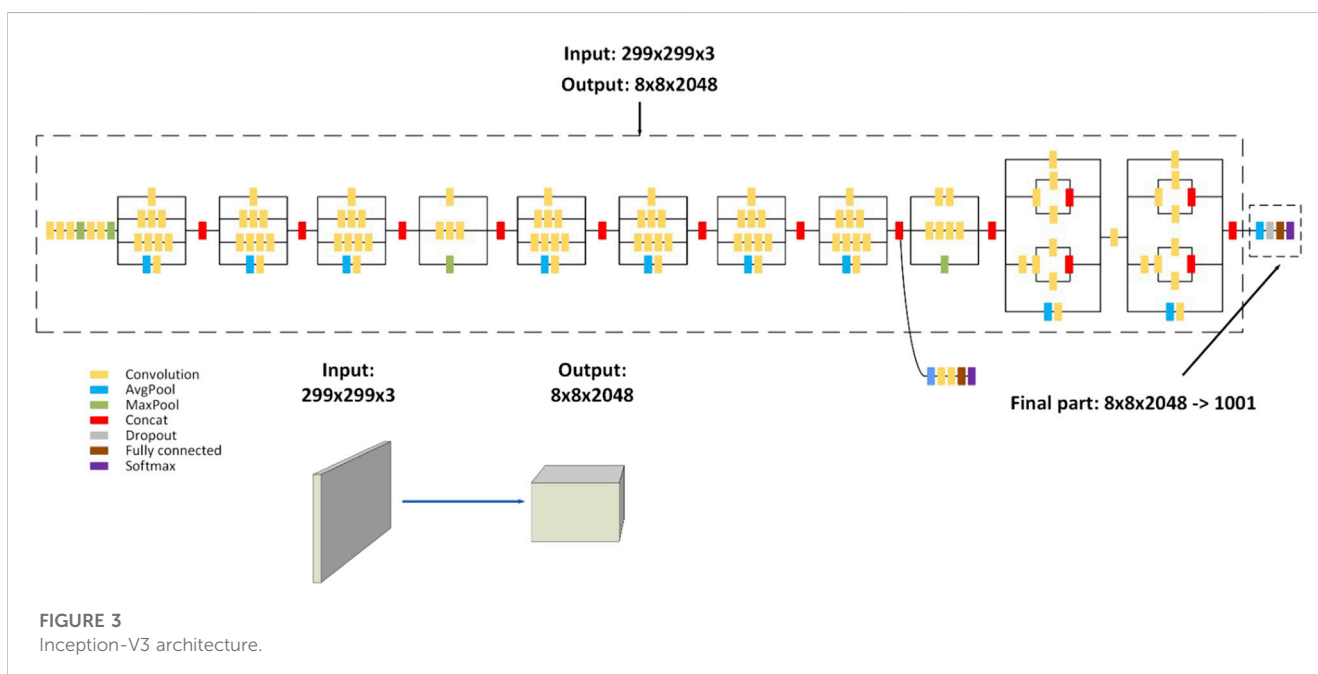 Input: 299x299x3
Output: 8x8x2048
Input:
299x299x3
Output:
8x8x2048
Final part: 8x8x2048 -> 1001
Convolution
AvgPool
MaxPool
Concat
Dropout
Fully connected
Softmax
FIGURE 3
Inception-V3 architecture.